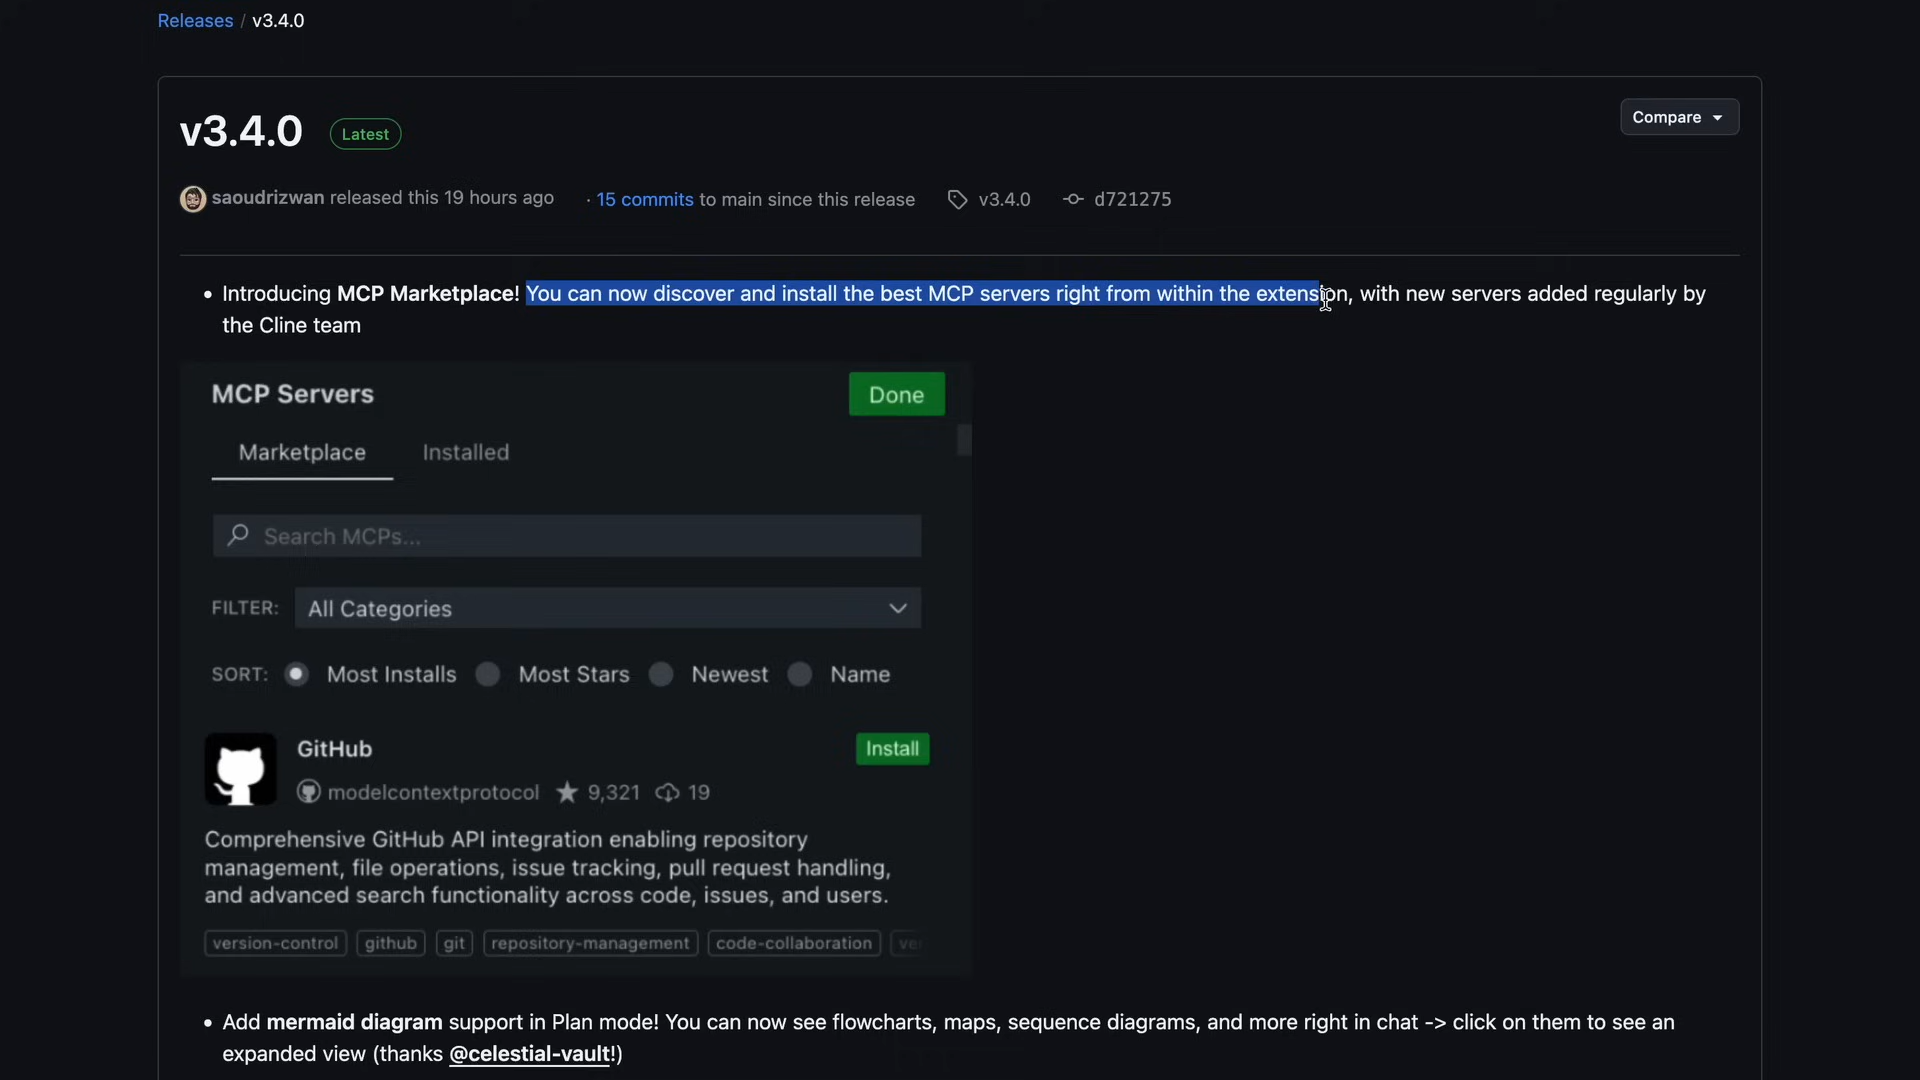 Releases / v3.4.0
v3.4.0 Latest
Compare
saoudrizwan released this 19 hours ago · 15 commits to main since this release v3.4.0 d721275
• Introducing MCP Marketplace! You can now discover and install the best MCP servers right from within the extension, with new servers added regularly by
the Cline team
MCP Servers Done
Marketplace Installed
Search MCPs...
FILTER: All Categories
SORT: Most Installs Most Stars Newest Name
GitHub Install
modelcontextprotocol ★ 9,321 19
Comprehensive GitHub API integration enabling repository
management, file operations, issue tracking, pull request handling,
and advanced search functionality across code, issues, and users.
version-control github git repository-management code-collaboration
• Add mermaid diagram support in Plan mode! You can now see flowcharts, maps, sequence diagrams, and more right in chat -> click on them to see an
expanded view (thanks @celestial-vault!)